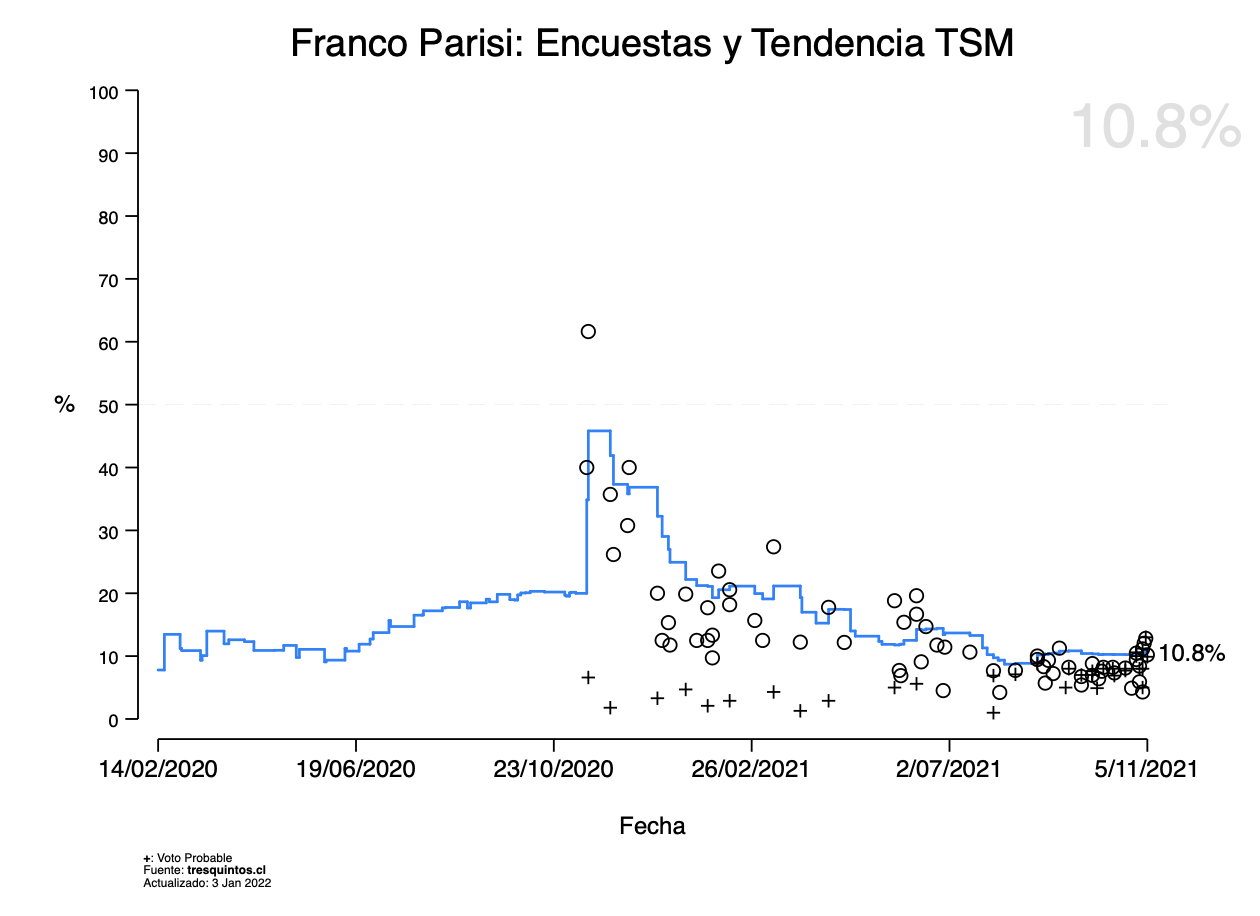 Franco Parisi: Encuestas y Tendencia TSM
10.8%
100
90
80
70
60
%
50
40
30
20
10
0
10.8%
14/02/2020 19/06/2020 23/10/2020 26/02/2021 2/07/2021 5/11/2021
Fecha
+: Voto Probable
Fuente: tresquintos.cl
Actualizado: 3 Jan 2022